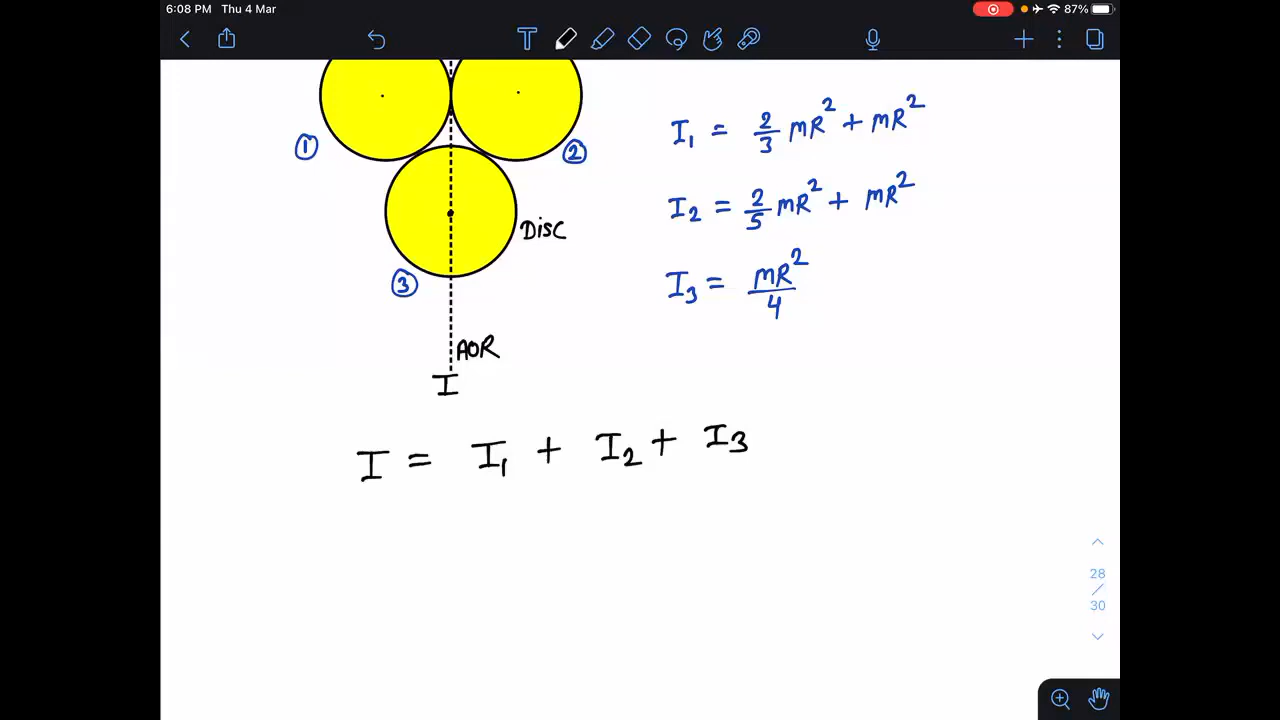 6:08 PM Thu 4 Mar 87%
① ②
I₁ = 2/3 mR² + mR²
I₂ = 2/5 mR² + mR²
DISC
③
I₃ = mR²/4
AOR
I
I = I₁ + I₂ + I₃
28
/
30